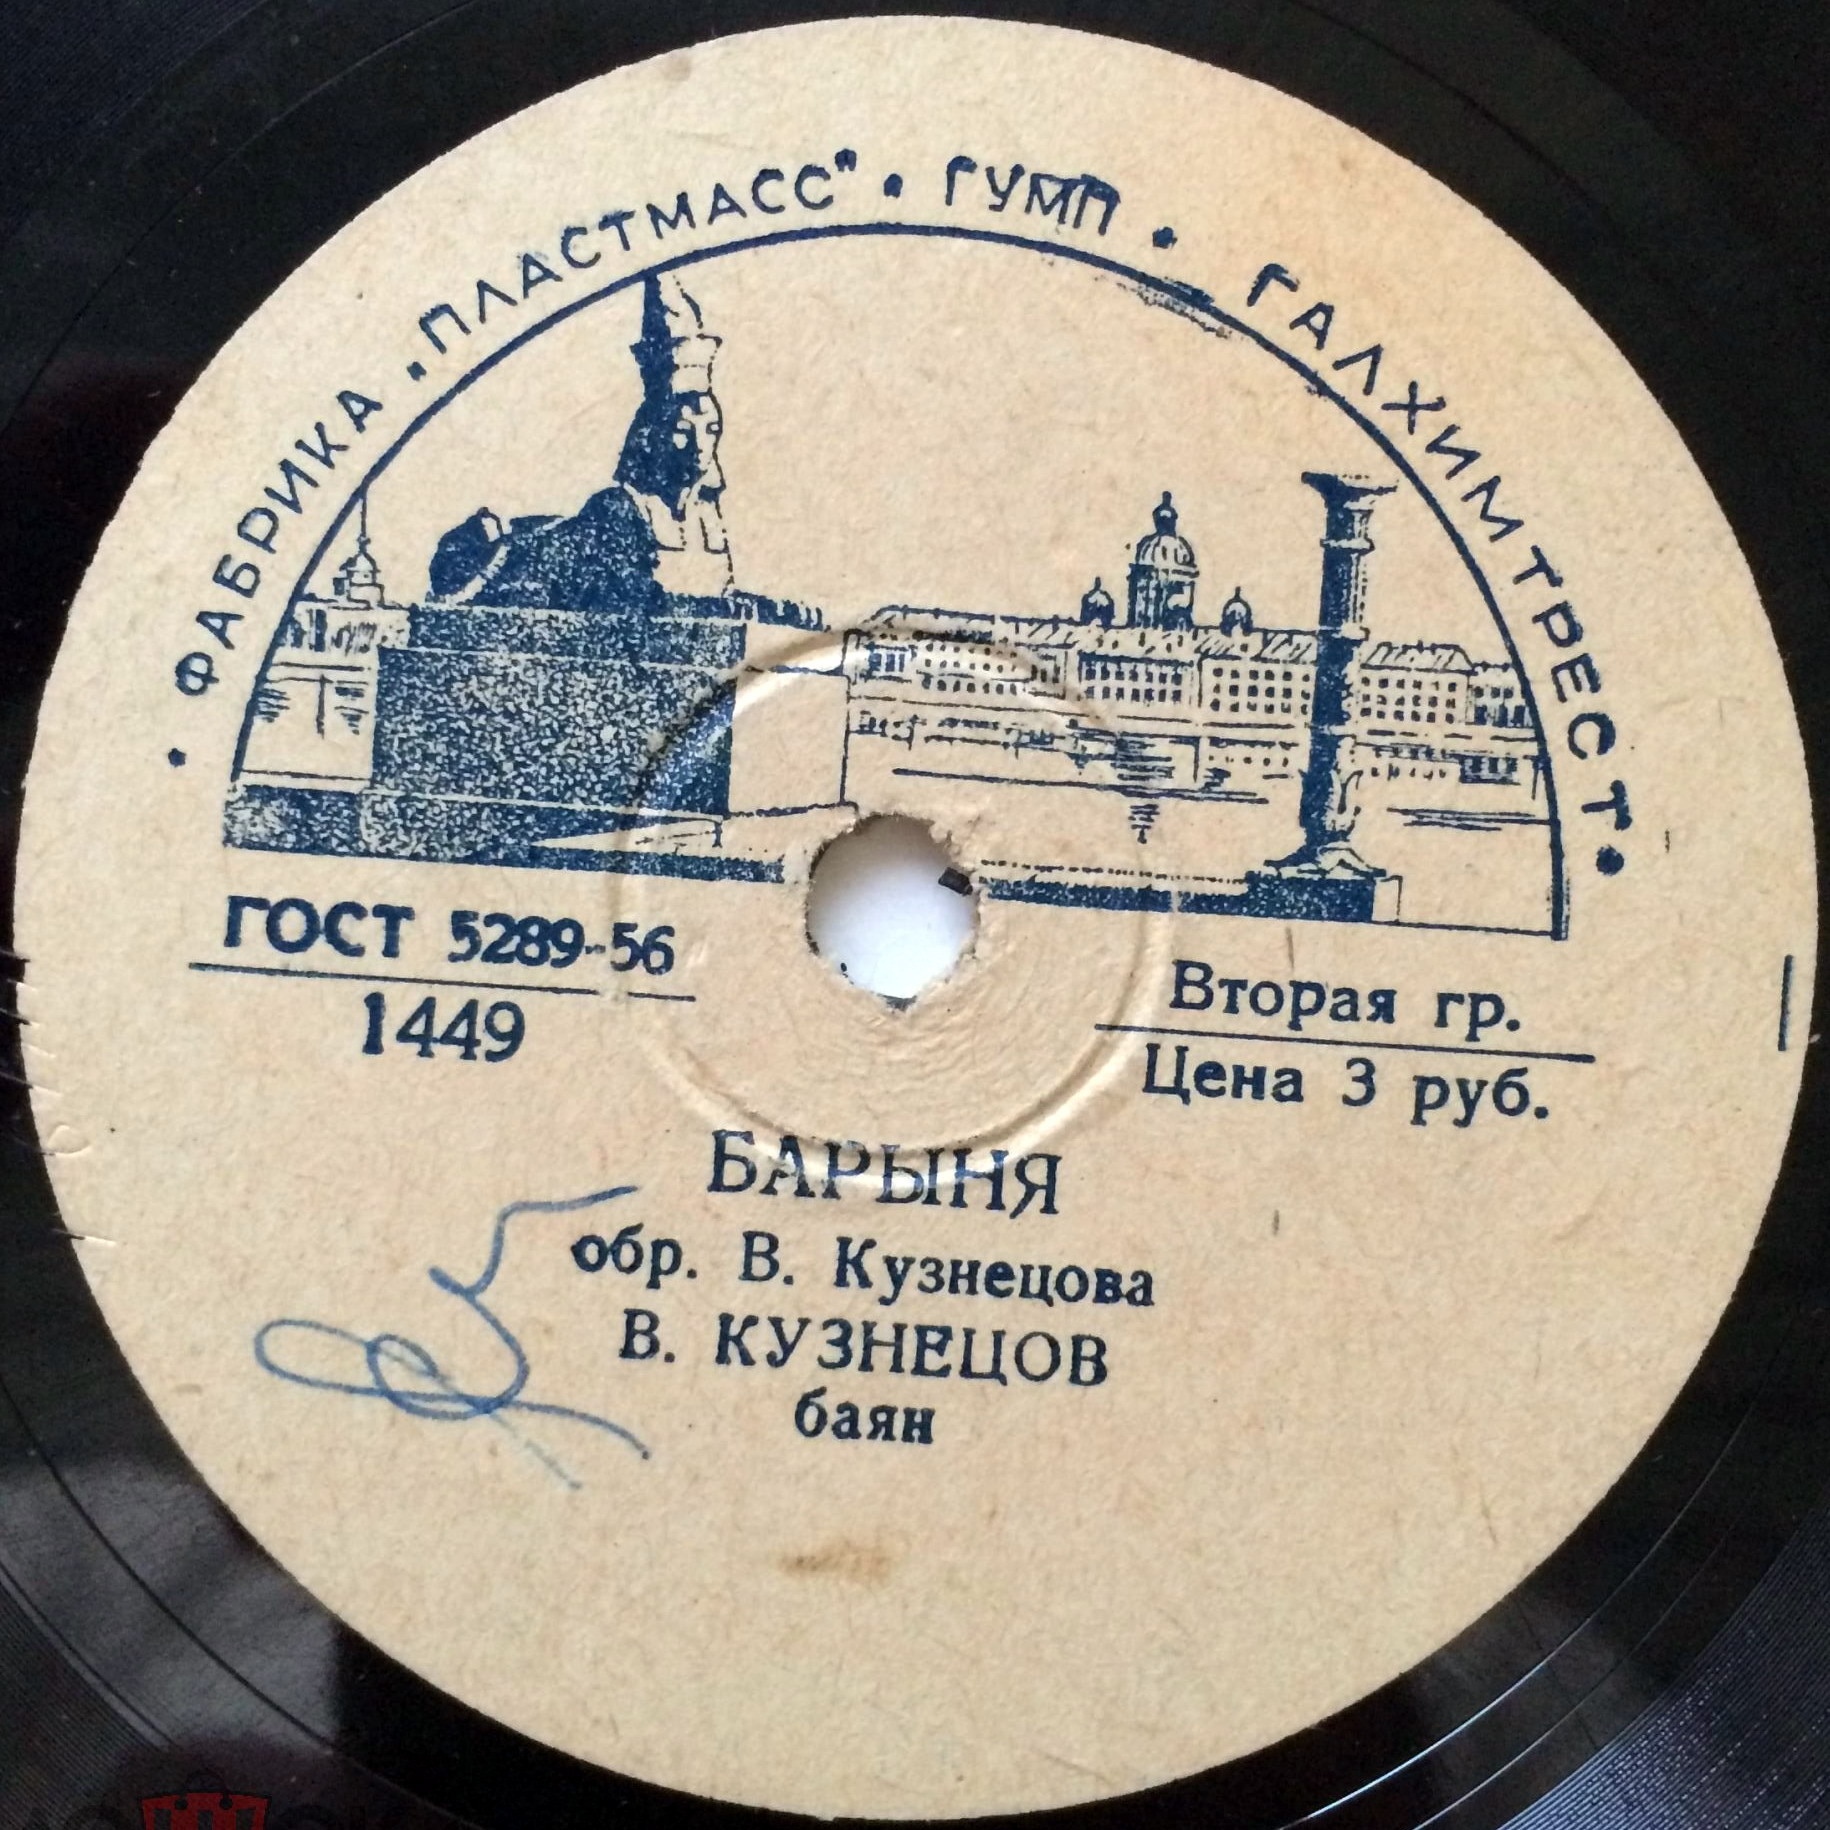 • ФАБРИКА „ПЛАСТМАСС" • ГУМП • ГАЛХИМТРЕСТ •
ГОСТ 5289-56
1449
Вторая гр.
Цена 3 руб.
БАРЫНЯ
обр. В. Кузнецова
В. КУЗНЕЦОВ
баян